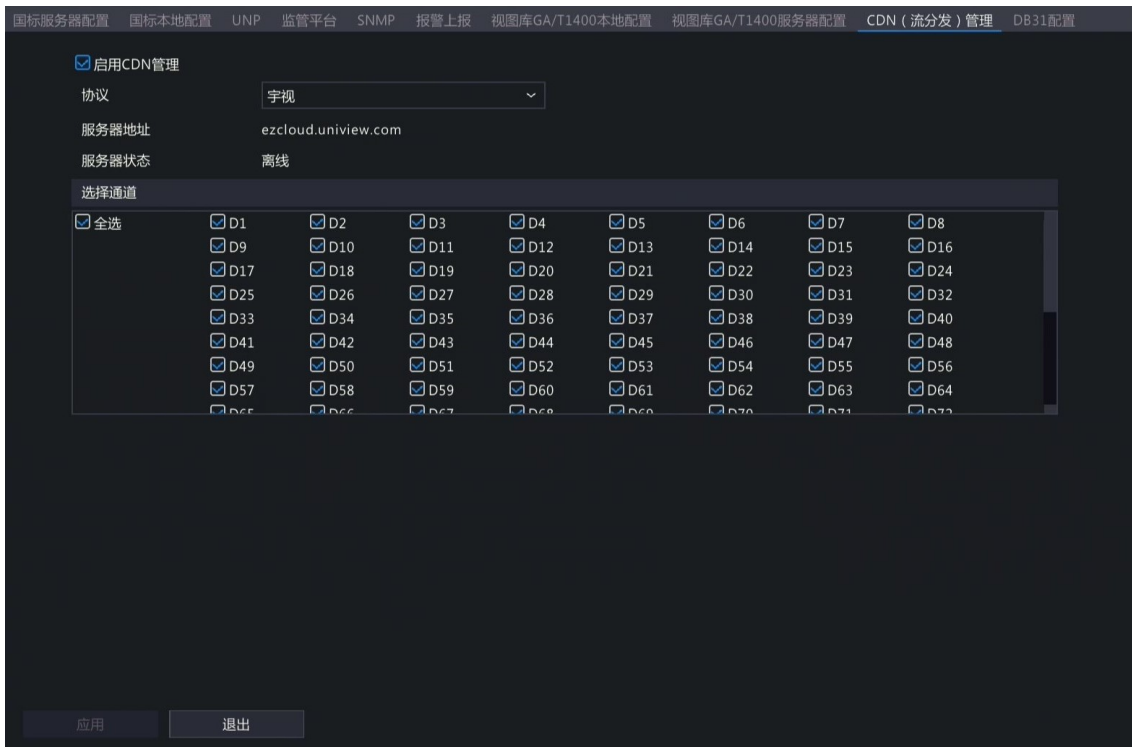 国标服务器配置 国标本地配置 UNP 监管平台 SNMP 报警上报 视图库GA/T1400本地配置 视图库GA/T1400服务器配置 CDN（流分发）管理 DB31配置
启用CDN管理
协议 宇视
服务器地址 ezcloud.uniview.com
服务器状态 离线
选择通道
全选 D1 D2 D3 D4 D5 D6 D7 D8
D9 D10 D11 D12 D13 D14 D15 D16
D17 D18 D19 D20 D21 D22 D23 D24
D25 D26 D27 D28 D29 D30 D31 D32
D33 D34 D35 D36 D37 D38 D39 D40
D41 D42 D43 D44 D45 D46 D47 D48
D49 D50 D51 D52 D53 D54 D55 D56
D57 D58 D59 D60 D61 D62 D63 D64
D65 D66 D67 D68 D69 D70 D71 D72
应用 退出